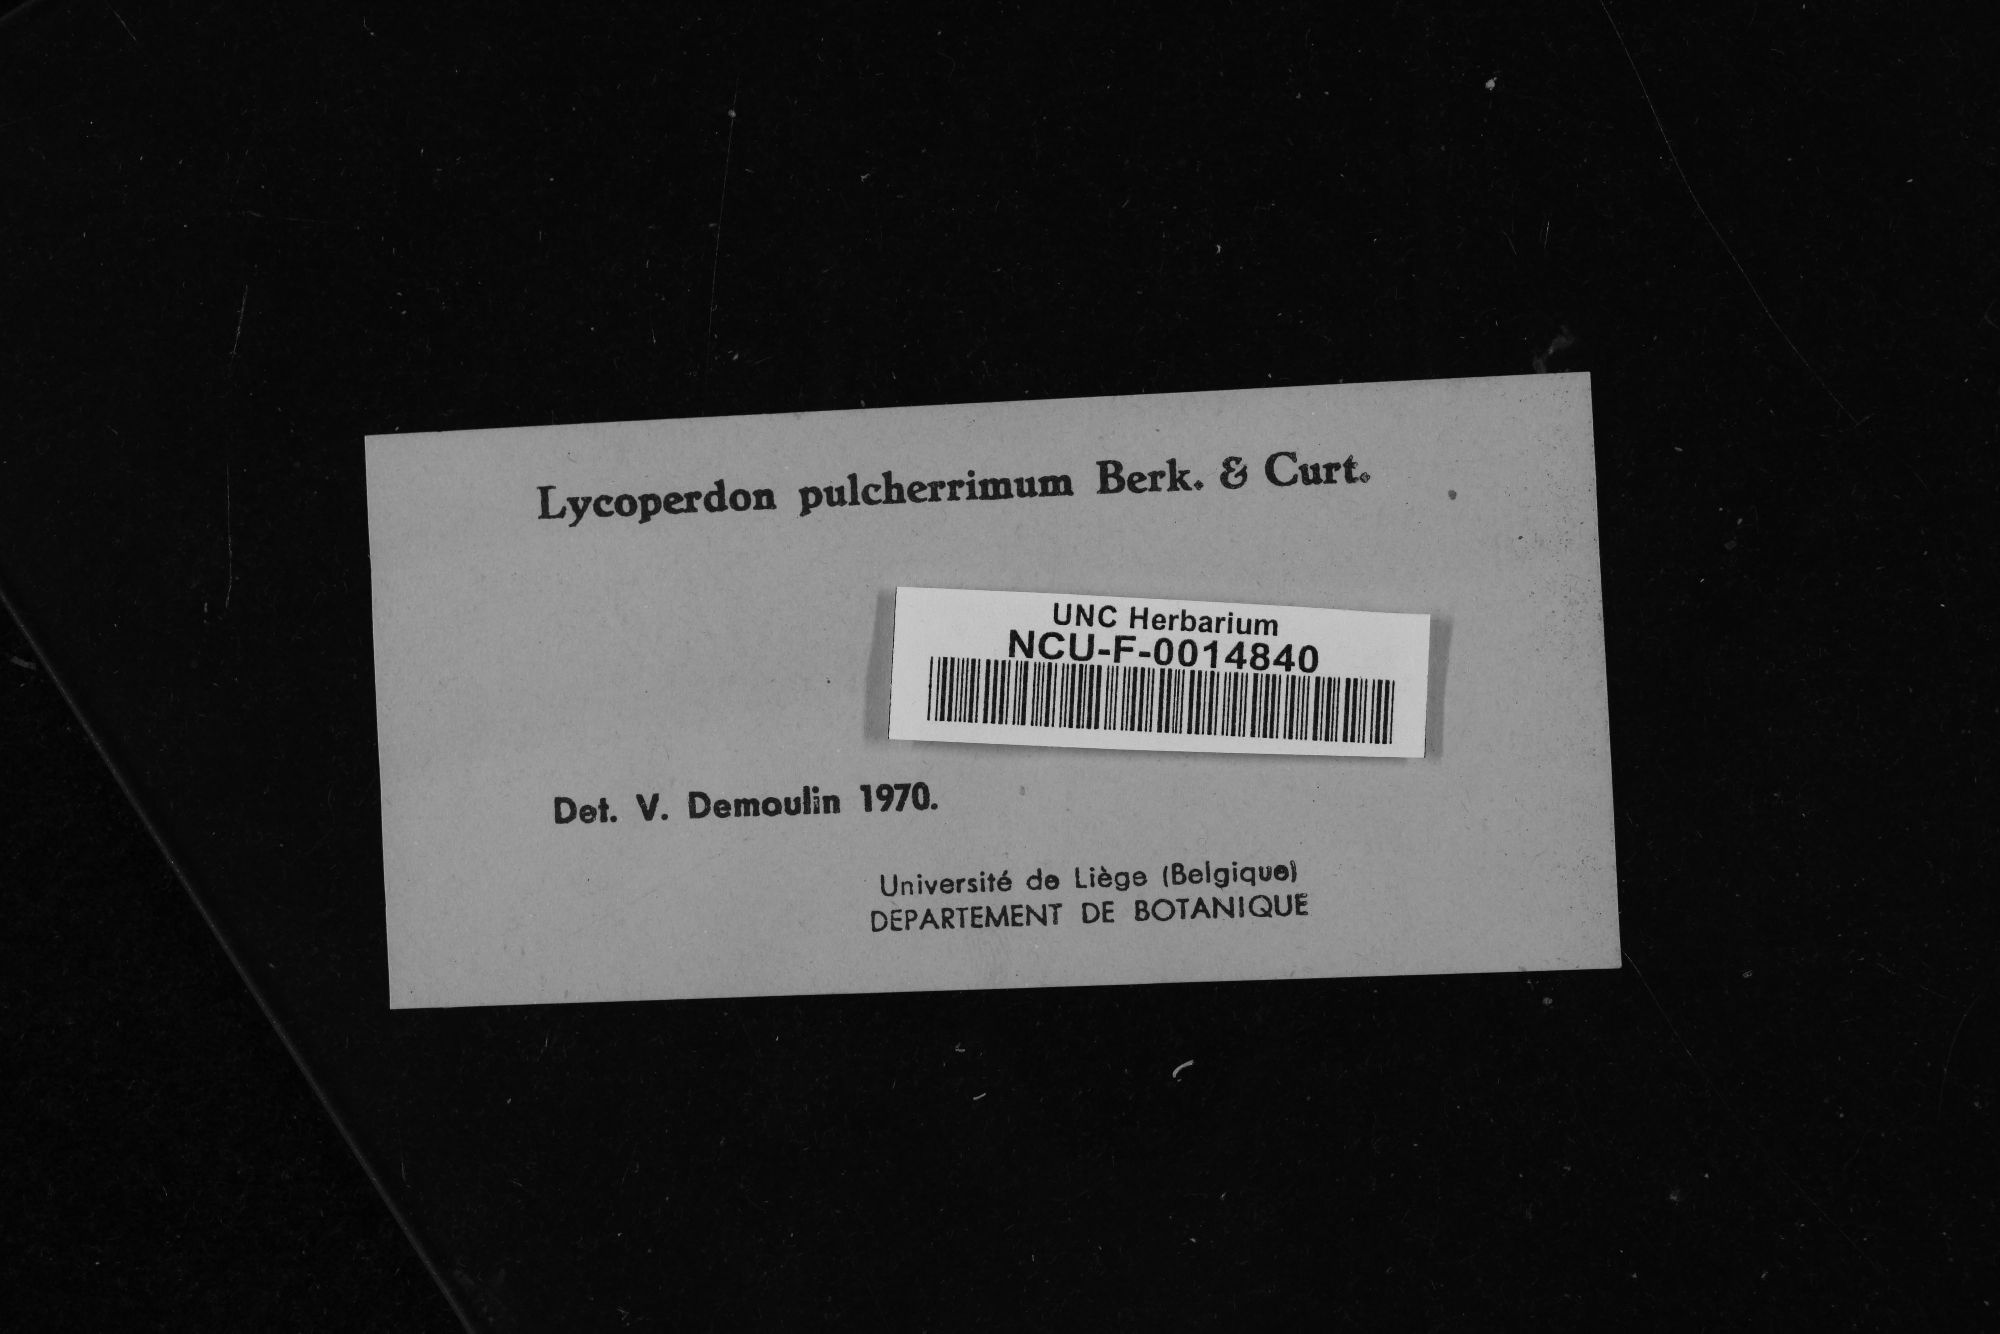 Lycoperdon pulcherrimum Berk. & Curt.
UNC Herbarium
NCU-F-0014840
Det. V. Demoulin 1970.
Université de Liège (Belgique)
DEPARTEMENT DE BOTANIQUE